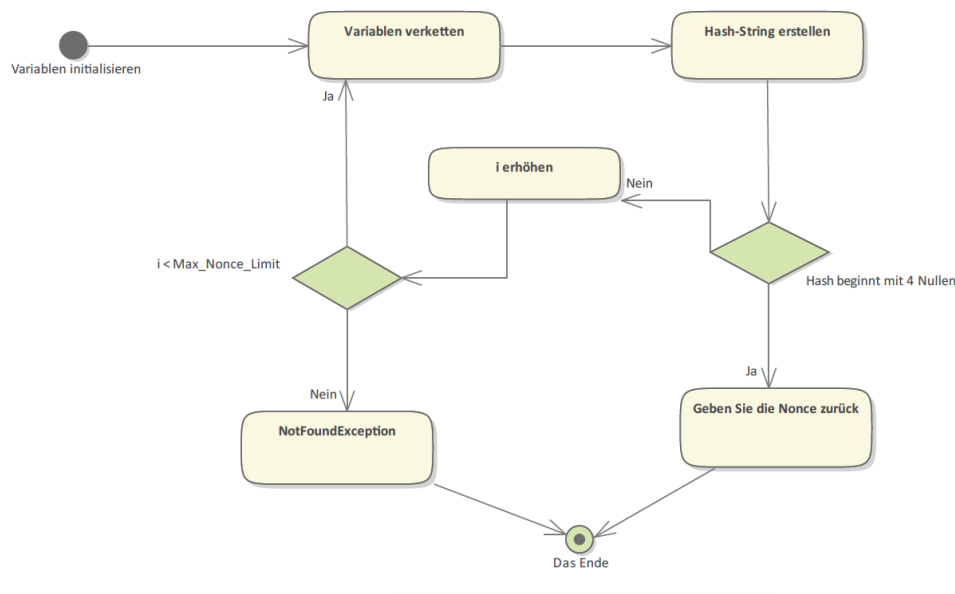 Variablen verketten
Hash-String erstellen
Variablen initialisieren
Ja
i erhöhen
Nein
i < Max_Nonce_Limit
Hash beginnt mit 4 Nullen
Ja
Nein
Geben Sie die Nonce zurück
NotFoundException
Das Ende